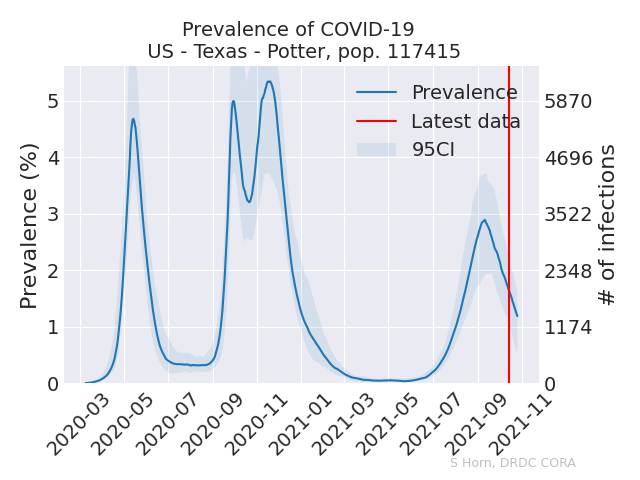 Prevalence of COVID-19
US - Texas - Potter, pop. 117415
Prevalence (%)
5
4
3
2
1
0
Prevalence
Latest data
95CI
5870
4696
3522
2348
1174
0
# of infections
2020-03
2020-05
2020-07
2020-09
2020-11
2021-01
2021-03
2021-05
2021-07
2021-09
2021-11
S Horn, DRDC CORA